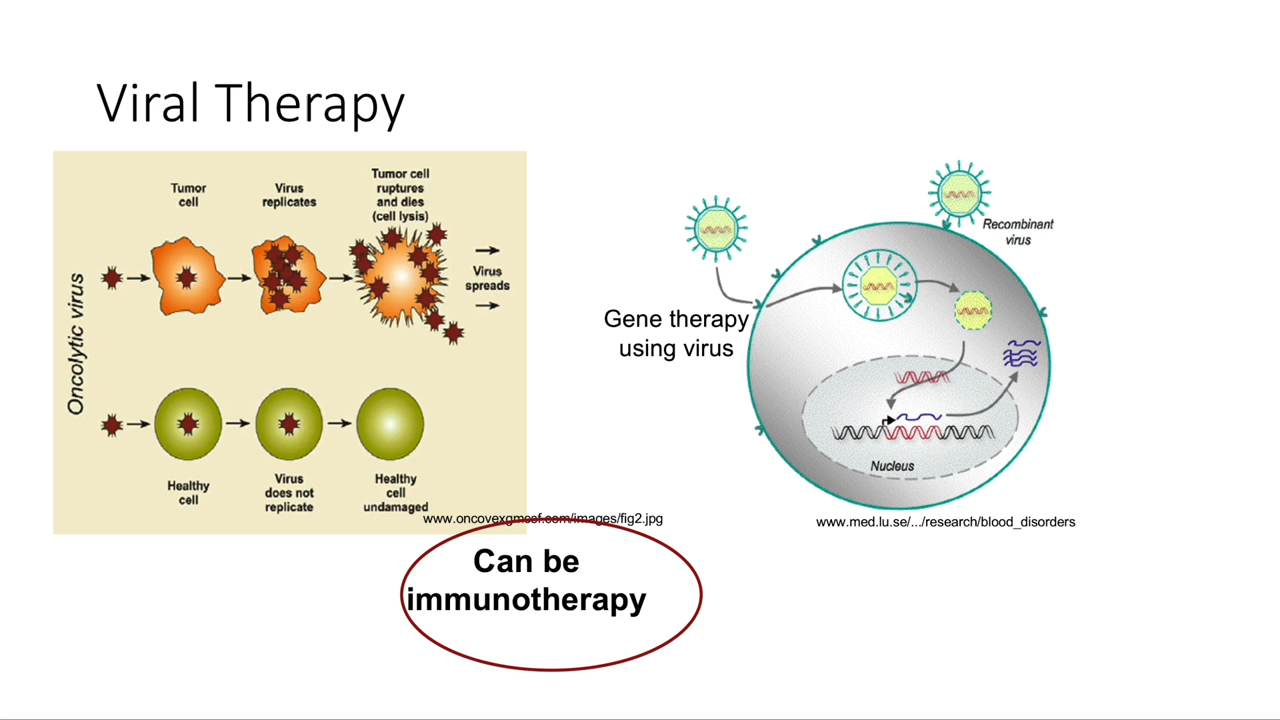 Viral Therapy
Oncolytic virus
Tumor
cell
Virus
replicates
Tumor cell
ruptures
and dies
(cell lysis)
Virus
spreads
Healthy
cell
Virus
does not
replicate
Healthy
cell
undamaged
www.oncovexgmcsf.com/images/fig2.jpg
Recombinant
virus
Gene therapy
using virus
Nucleus
www.med.lu.se/.../research/blood_disorders
Can be
immunotherapy